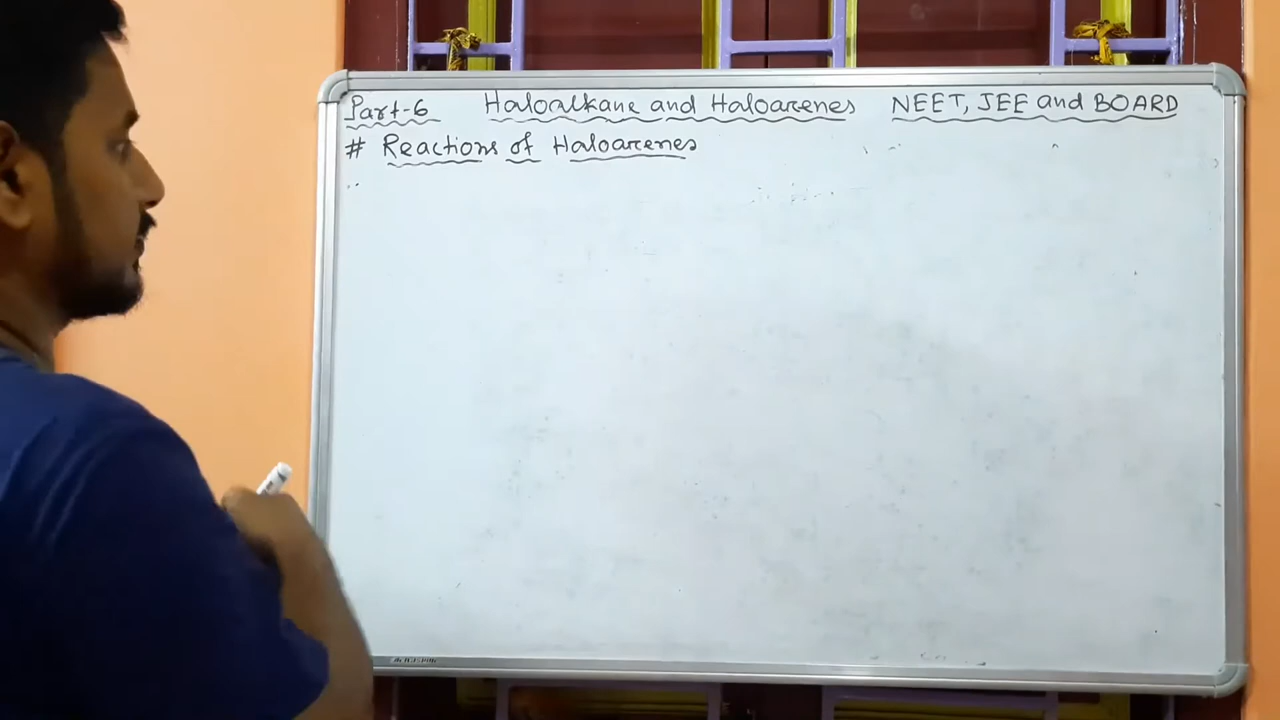 Part-6 Haloalkane and Haloarenes NEET, JEE and BOARD
# Reactions of Haloarenes